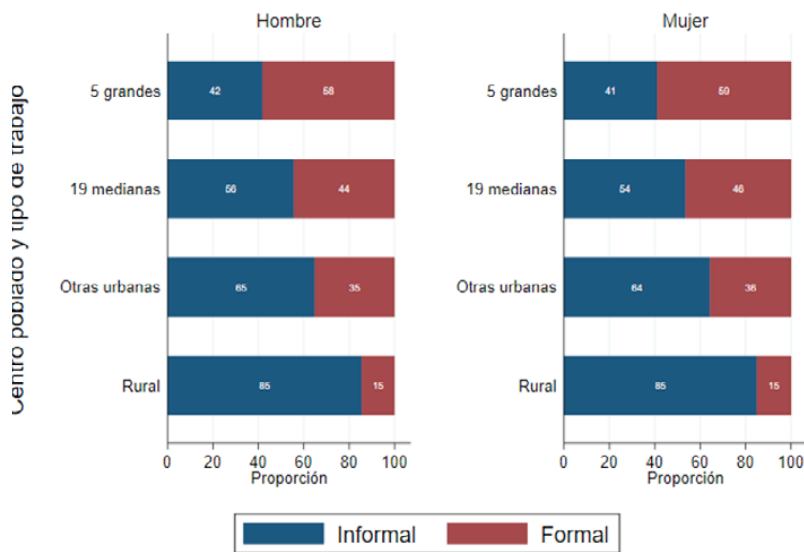 Hombre
5 grandes
42
58
19 medianas
56
44
Otras urbanas
65
35
Rural
85
15
0 20 40 60 80 100
Proporción
Mujer
5 grandes
41
59
19 medianas
54
46
Otras urbanas
64
36
Rural
85
15
0 20 40 60 80 100
Proporción
Centro poblado y tipo de trabajo
Informal
Formal